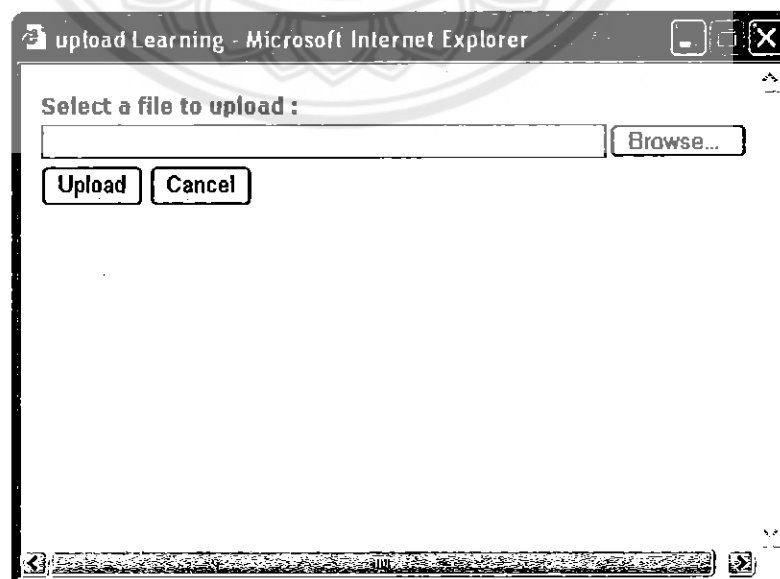 upload Learning - Microsoft Internet Explorer
Select a file to upload :
Browse...
Upload Cancel